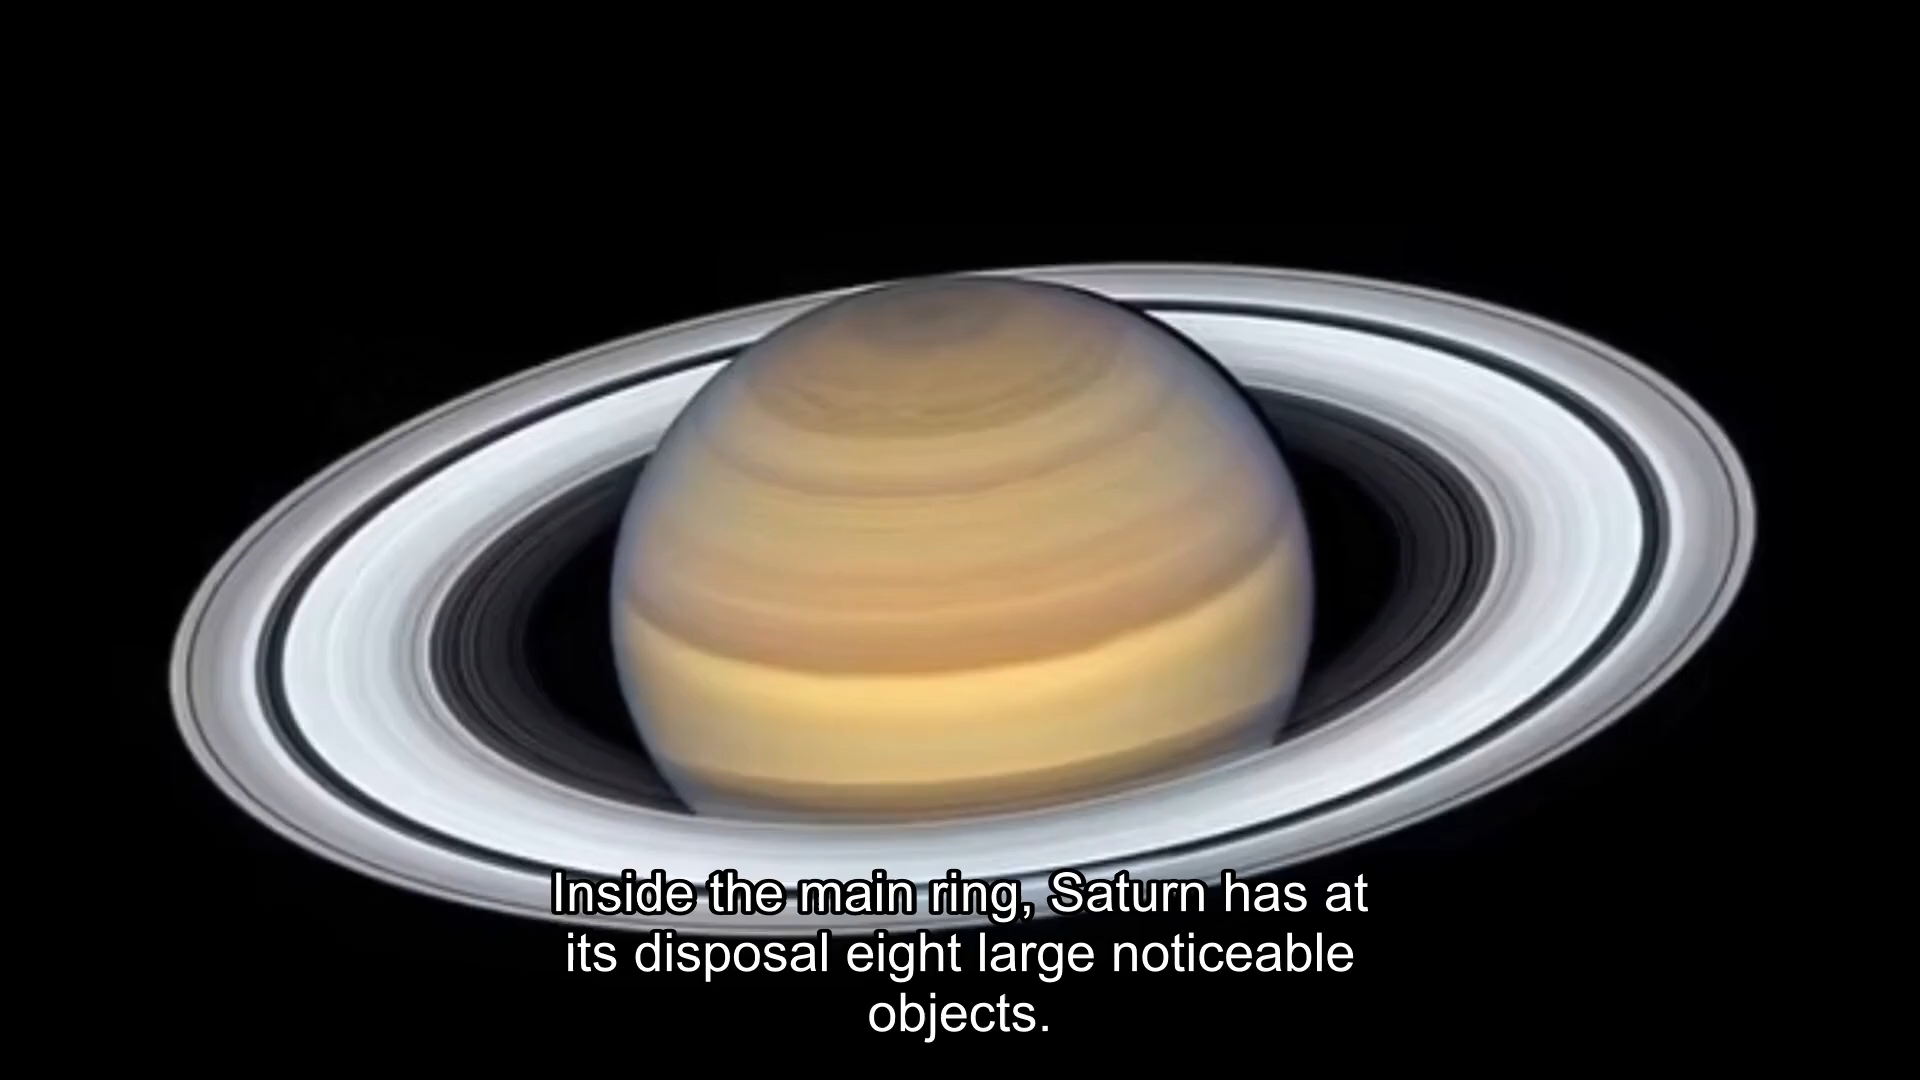 Inside the main ring, Saturn has at
its disposal eight large noticeable
objects.